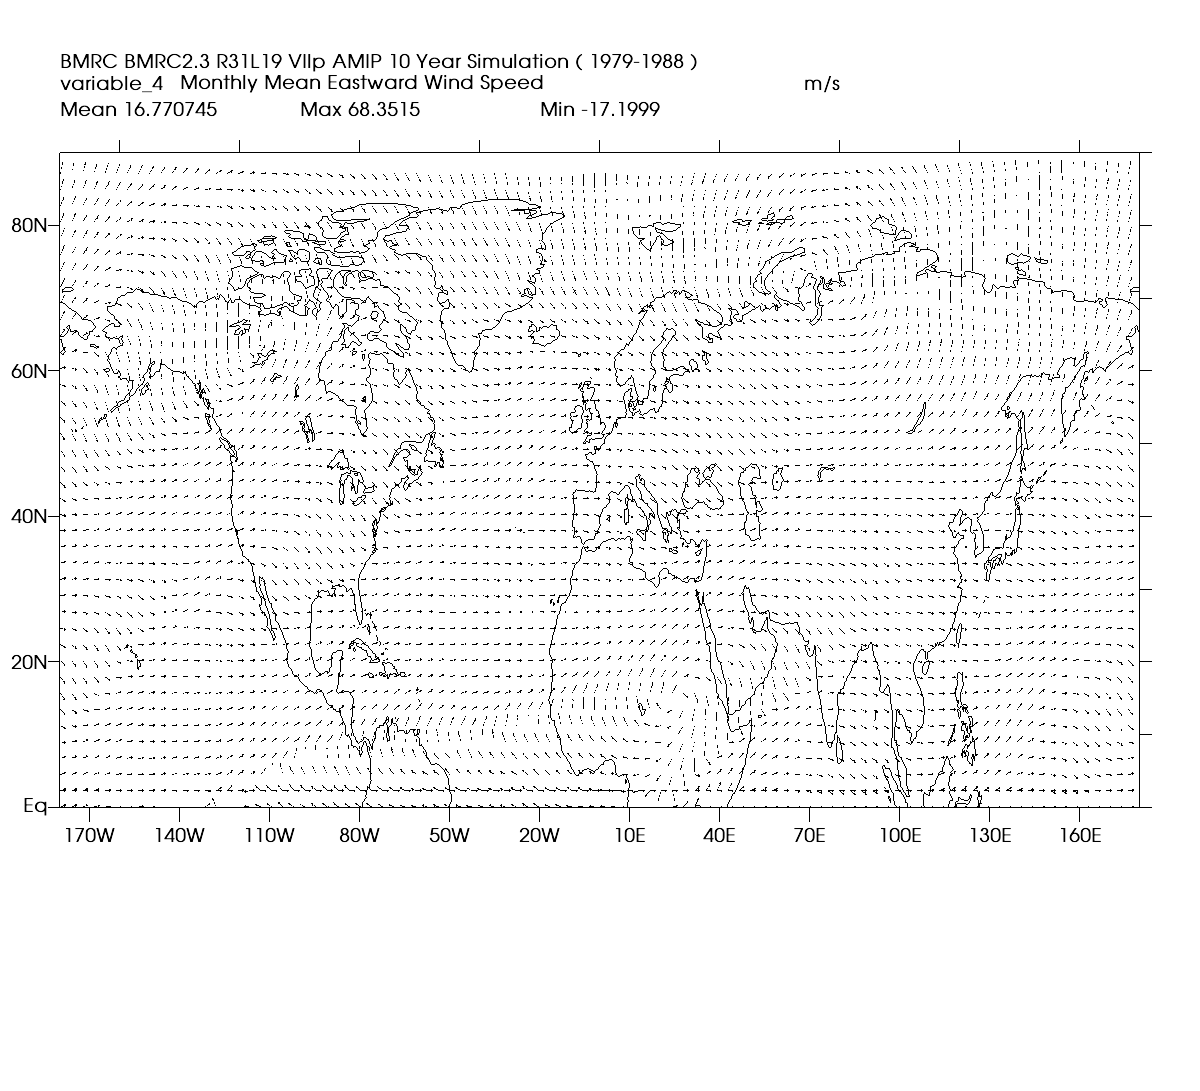 BMRC BMRC2.3 R31L19 VIIp AMIP 10 Year Simulation ( 1979-1988 )
variable_4 Monthly Mean Eastward Wind Speed m/s
Mean 16.770745 Max 68.3515 Min -17.1999
80N
60N
40N
20N
Eq
170W 140W 110W 80W 50W 20W 10E 40E 70E 100E 130E 160E